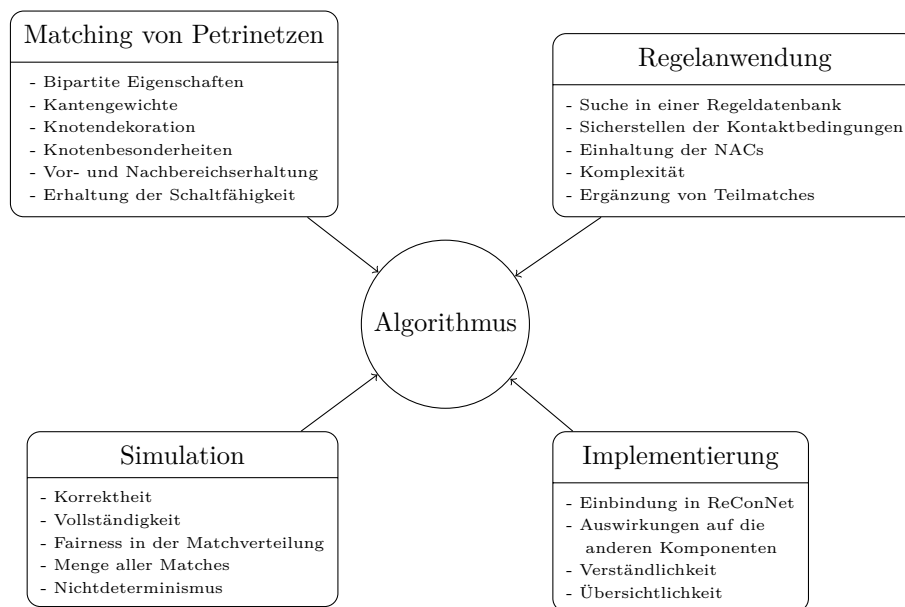 Matching von Petrinetzen
- Bipartite Eigenschaften
- Kantengewichte
- Knotendekoration
- Knotenbesonderheiten
- Vor- und Nachbereichserhaltung
- Erhaltung der Schaltfähigkeit
Regelanwendung
- Suche in einer Regeldatenbank
- Sicherstellen der Kontaktbedingungen
- Einhaltung der NACs
- Komplexität
- Ergänzung von Teilmatches
Algorithmus
Simulation
- Korrektheit
- Vollständigkeit
- Fairness in der Matchverteilung
- Menge aller Matches
- Nichtdeterminismus
Implementierung
- Einbindung in ReConNet
- Auswirkungen auf die
anderen Komponenten
- Verständlichkeit
- Übersichtlichkeit